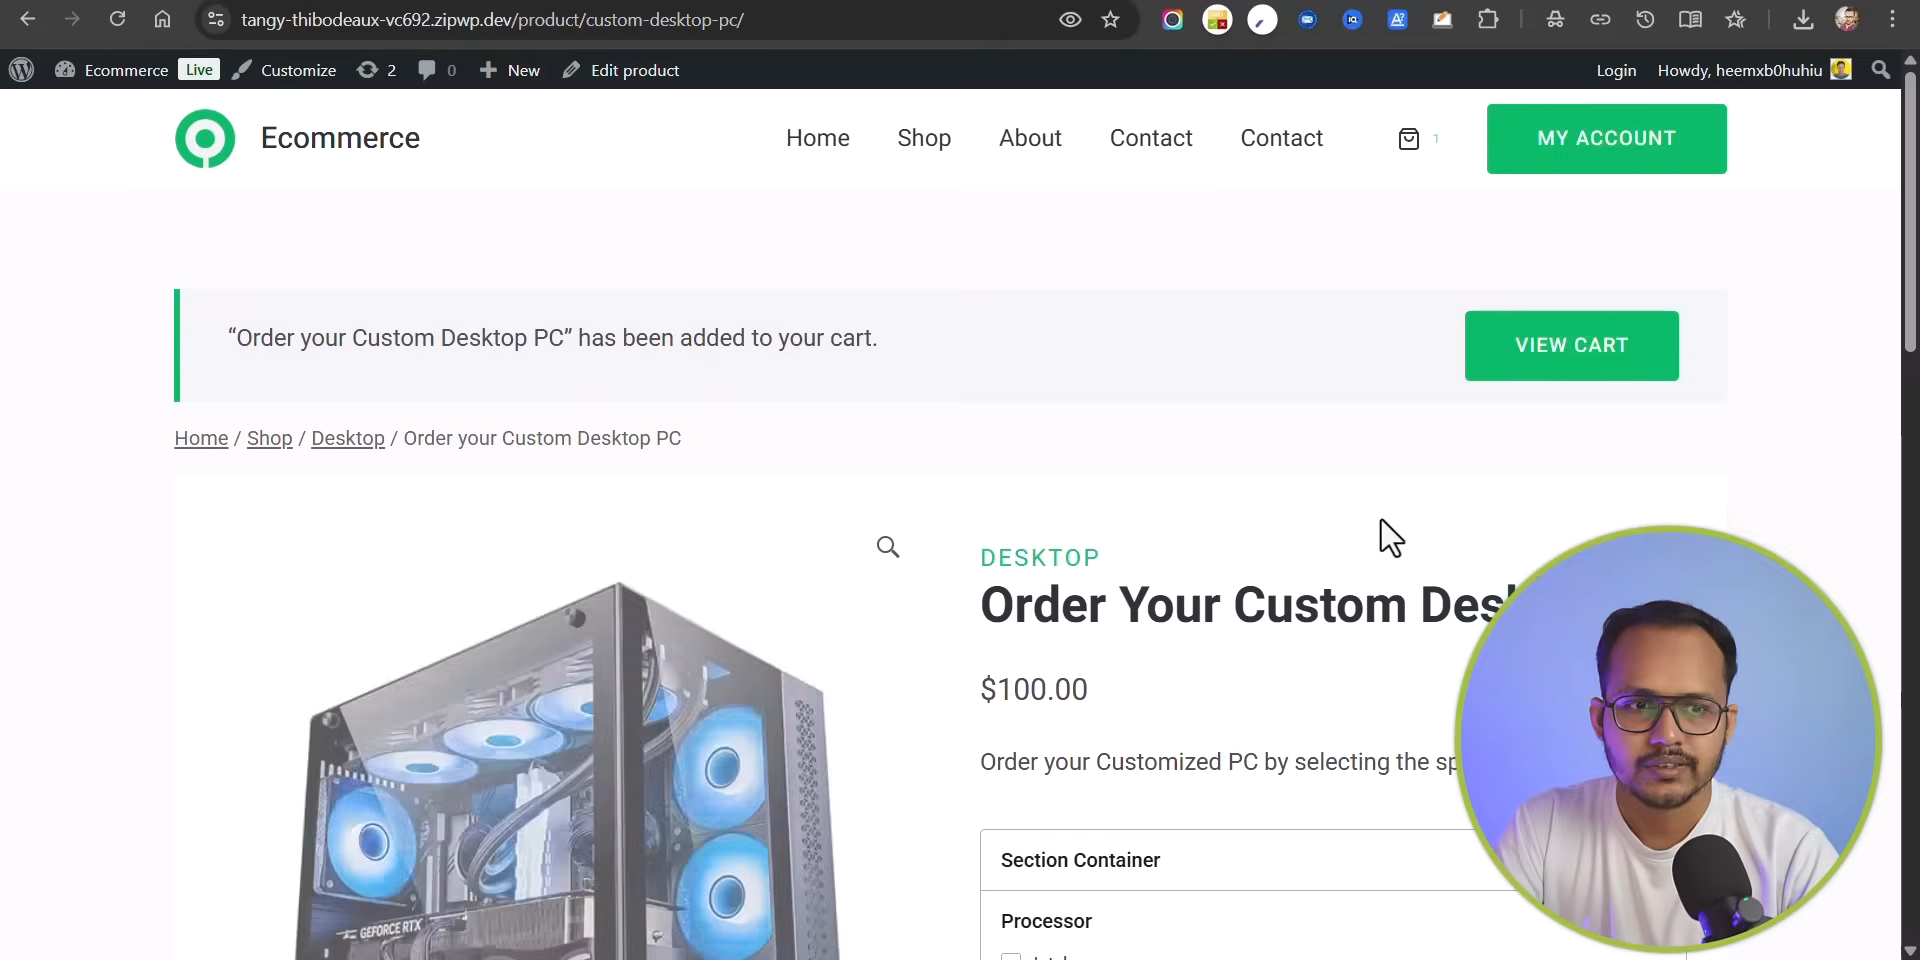 tangy-thibodeaux-vc692.zipwp.dev/product/custom-desktop-pc/
Ecommerce Live Customize 2 0 New Edit product Login Howdy, heemxb0huhiu
Ecommerce Home Shop About Contact Contact 1 MY ACCOUNT
“Order your Custom Desktop PC” has been added to your cart. VIEW CART
Home / Shop / Desktop / Order your Custom Desktop PC
DESKTOP
Order Your Custom
$100.00
Order your Customized PC by selecting the
Section Container
Processor
GEFORCE RTX